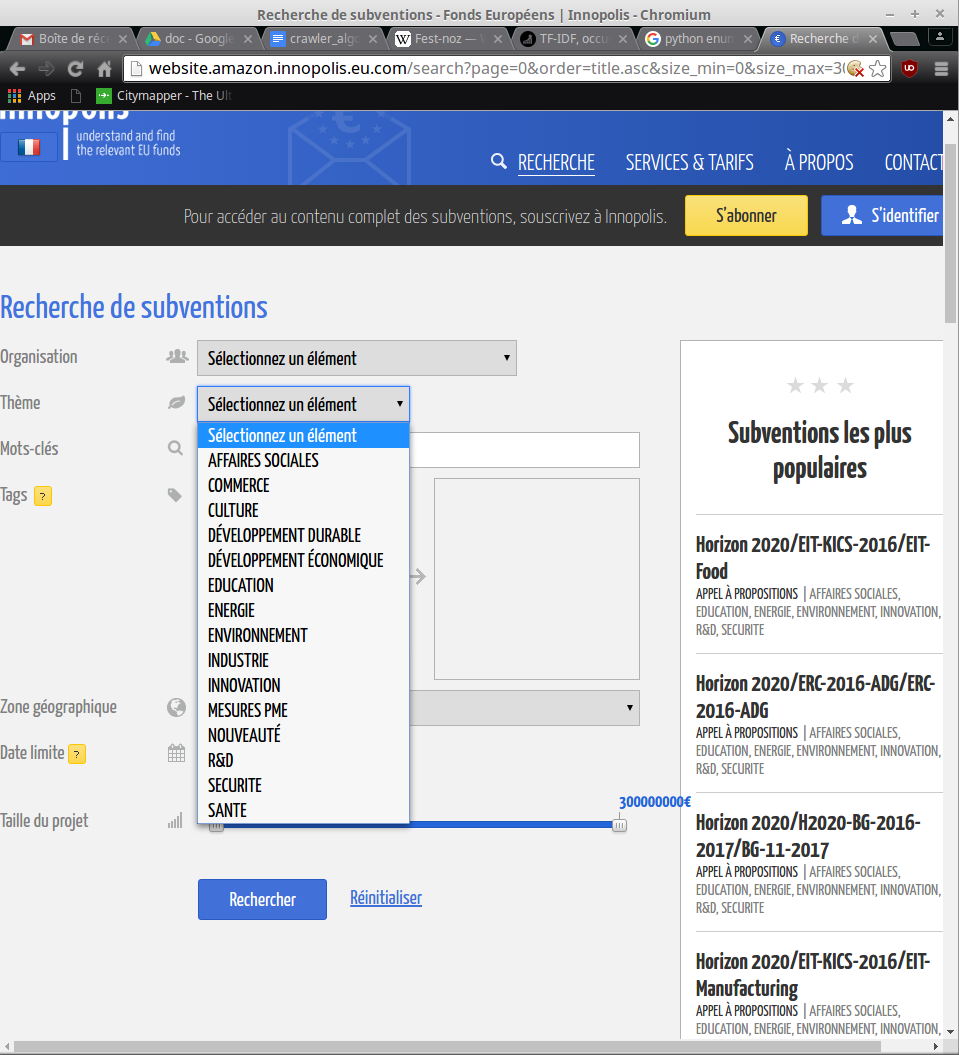 Recherche de subventions - Fonds Européens | Innopolis - Chromium
Boîte de réc
doc - Google
crawler_algo
Fest-noz —
TF-IDF, occu
python enum
Recherche d
website.amazon.innopolis.eu.com/search?page=0&order=title.asc&size_min=0&size_max=30
Apps
Citymapper - The Ult
innopolis
understand and find
the relevant EU funds
RECHERCHE
SERVICES & TARIFS
À PROPOS
CONTACT
Pour accéder au contenu complet des subventions, souscrivez à Innopolis.
S'abonner
S'identifier
Recherche de subventions
Organisation
Sélectionnez un élément
Thème
Sélectionnez un élément
Sélectionnez un élément
AFFAIRES SOCIALES
COMMERCE
CULTURE
DÉVELOPPEMENT DURABLE
DÉVELOPPEMENT ÉCONOMIQUE
EDUCATION
ENERGIE
ENVIRONNEMENT
INDUSTRIE
INNOVATION
MESURES PME
NOUVEAUTÉ
R&D
SECURITE
SANTE
Mots-clés
Tags ?
Zone géographique
Date limite ?
Taille du projet
300000000€
Rechercher
Réinitialiser
Subventions les plus
populaires
Horizon 2020/EIT-KICS-2016/EIT-
Food
APPEL À PROPOSITIONS | AFFAIRES SOCIALES,
EDUCATION, ENERGIE, ENVIRONNEMENT, INNOVATION,
R&D, SECURITE
Horizon 2020/ERC-2016-ADG/ERC-
2016-ADG
APPEL À PROPOSITIONS | AFFAIRES SOCIALES,
EDUCATION, ENERGIE, ENVIRONNEMENT, INNOVATION,
R&D, SECURITE
Horizon 2020/H2020-BG-2016-
2017/BG-11-2017
APPEL À PROPOSITIONS | AFFAIRES SOCIALES,
EDUCATION, ENERGIE, ENVIRONNEMENT, INNOVATION,
R&D, SECURITE
Horizon 2020/EIT-KICS-2016/EIT-
Manufacturing
APPEL À PROPOSITIONS | AFFAIRES SOCIALES,
EDUCATION, ENERGIE, ENVIRONNEMENT, INNOVATION,